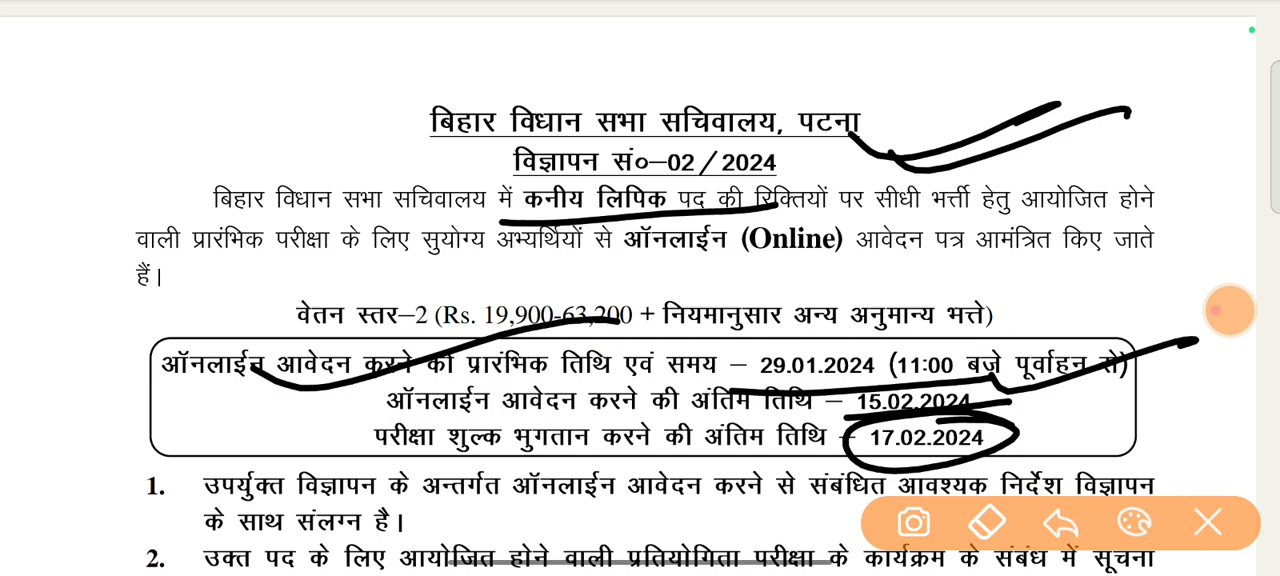 बिहार विधान सभा सचिवालय, पटना
विज्ञापन सं०–02 / 2024
बिहार विधान सभा सचिवालय में कनीय लिपिक पद की रिक्तियों पर सीधी भर्त्ती हेतु आयोजित होने
वाली प्रारंभिक परीक्षा के लिए सुयोग्य अभ्यर्थियों से ऑनलाईन (Online) आवेदन पत्र आमंत्रित किए जाते
हैं।
वेतन स्तर–2 (Rs. 19,900-63,200 + नियमानुसार अन्य अनुमान्य भत्ते)
ऑनलाईन आवेदन करने की प्रारंभिक तिथि एवं समय – 29.01.2024 (11:00 बजे पूर्वाहन से)
ऑनलाईन आवेदन करने की अंतिम तिथि – 15.02.2024
परीक्षा शुल्क भुगतान करने की अंतिम तिथि – 17.02.2024
1. उपर्युक्त विज्ञापन के अन्तर्गत ऑनलाईन आवेदन करने से संबंधित आवश्यक निर्देश विज्ञापन
के साथ संलग्न है।
2. उक्त पद के लिए आयोजित होने वाली प्रतियोगिता परीक्षा के कार्यक्रम के संबंध में सूचना